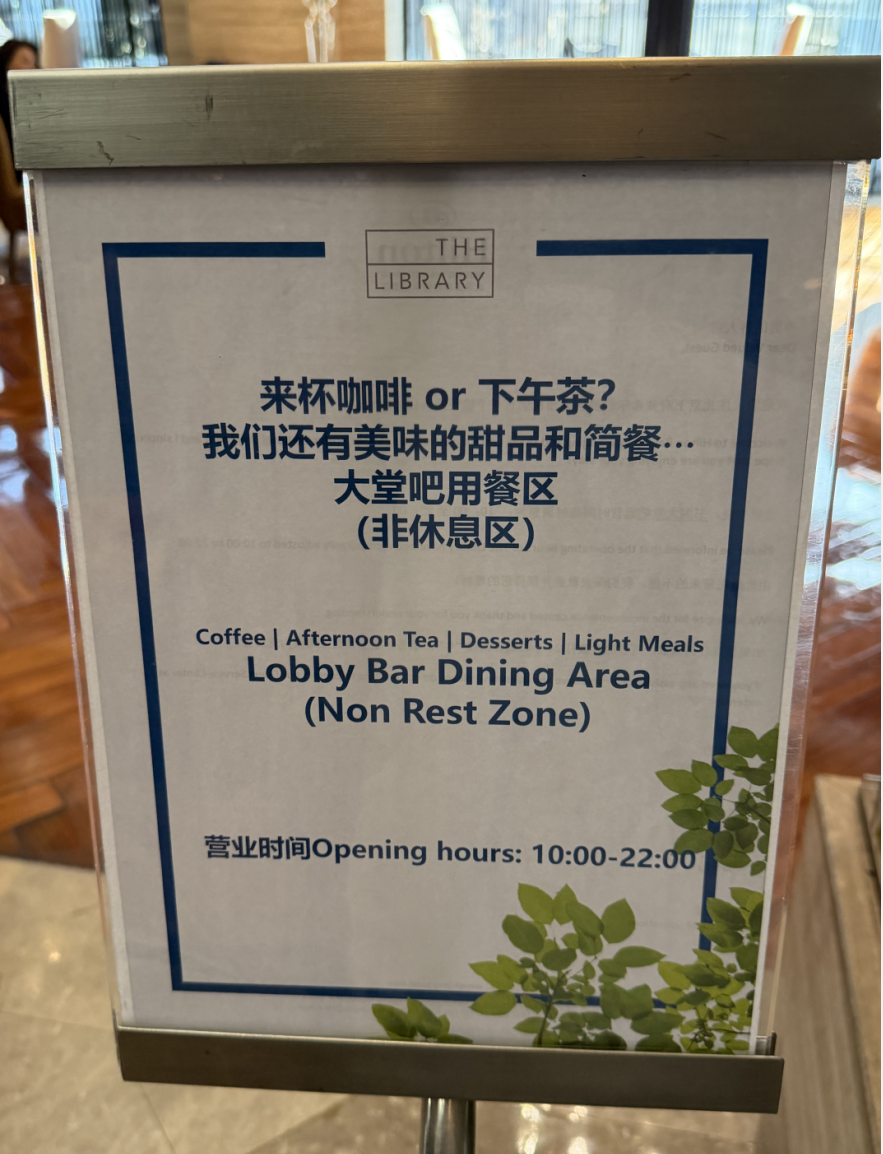 THE
LIBRARY
来杯咖啡 or 下午茶?
我们还有美味的甜品和简餐…
大堂吧用餐区
(非休息区)
Coffee | Afternoon Tea | Desserts | Light Meals
Lobby Bar Dining Area
(Non Rest Zone)
营业时间Opening hours: 10:00-22:00